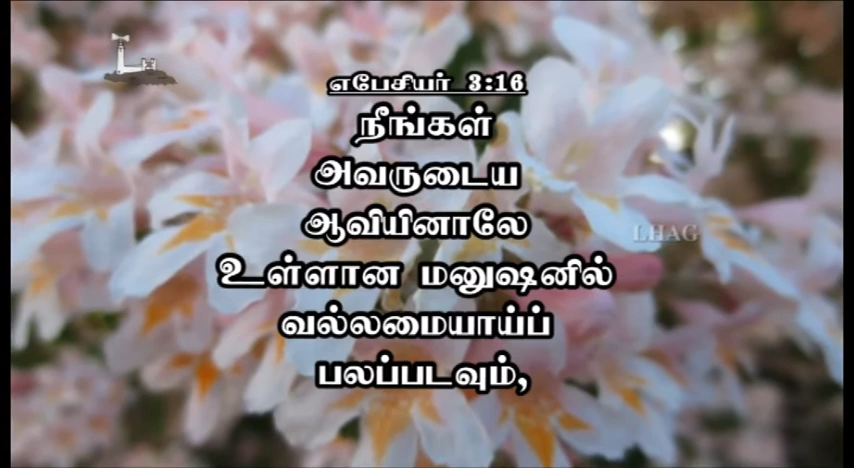 எபேசியர் 3:16
நீங்கள்
அவருடைய
ஆவியினாலே
LHAG
உள்ளான மனுஷனில்
வல்லமையாய்ப்
பலப்படவும்,